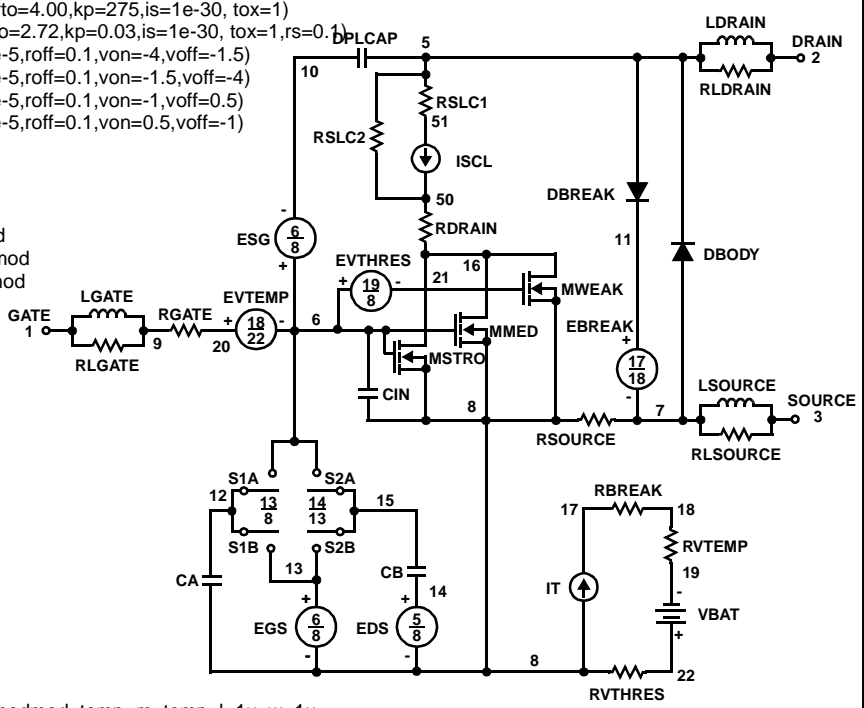 rto=4.00,kp=275,is=1e-30, tox=1)
o=2.72,kp=0.03,is=1e-30, tox=1,rs=0.1)
e-5,roff=0.1,von=-4,voff=-1.5)
e-5,roff=0.1,von=-1.5,voff=-4)
e-5,roff=0.1,von=-1,voff=0.5)
e-5,roff=0.1,von=0.5,voff=-1)
DPLCAP
5
10
LDRAIN
DRAIN
2
RLDRAIN
RSLC1
51
RSLC2
ISCL
50
RDRAIN
DBREAK
11
DBODY
-
ESG
6
8
+
EVTHRES
+
19
8
-
21
16
MWEAK
LGATE
GATE
1
RLGATE
9
RGATE
20
EVTEMP
+
18
22
-
6
MMED
MSTRO
CIN
EBREAK
+
17
18
-
8
RSOURCE
7
LSOURCE
SOURCE
3
RLSOURCE
S1A
S2A
12
13
8
14
13
15
S1B
S2B
13
CA
CB
14
+
EGS
6
8
-
+
EDS
5
8
-
8
RBREAK
17
18
RVTEMP
19
IT
-
VBAT
+
22
RVTHRES